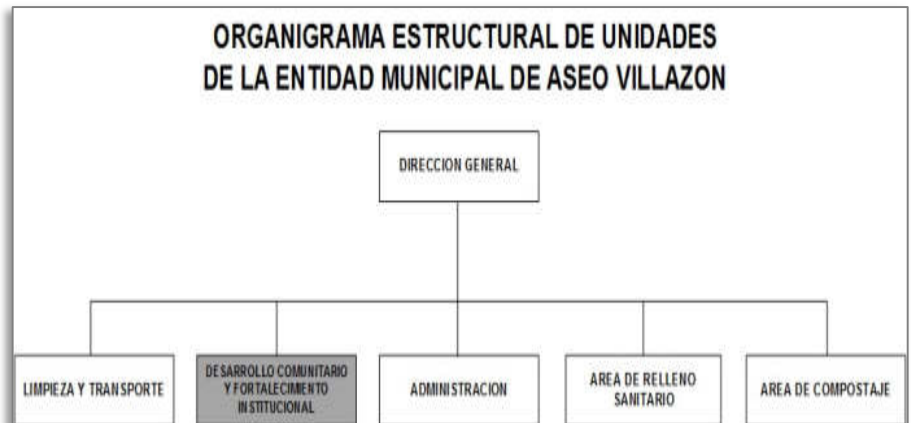 ORGANIGRAMA ESTRUCTURAL DE UNIDADES
DE LA ENTIDAD MUNICIPAL DE ASEO VILLAZON
DIRECCION GENERAL
LIMPIEZA Y TRANSPORTE
DESARROLLO COMUNITARIO
Y FORTALECIMIENTO
INSTITUCIONAL
ADMINISTRACION
AREA DE RELLENO
SANITARIO
AREA DE COMPOSTAJE